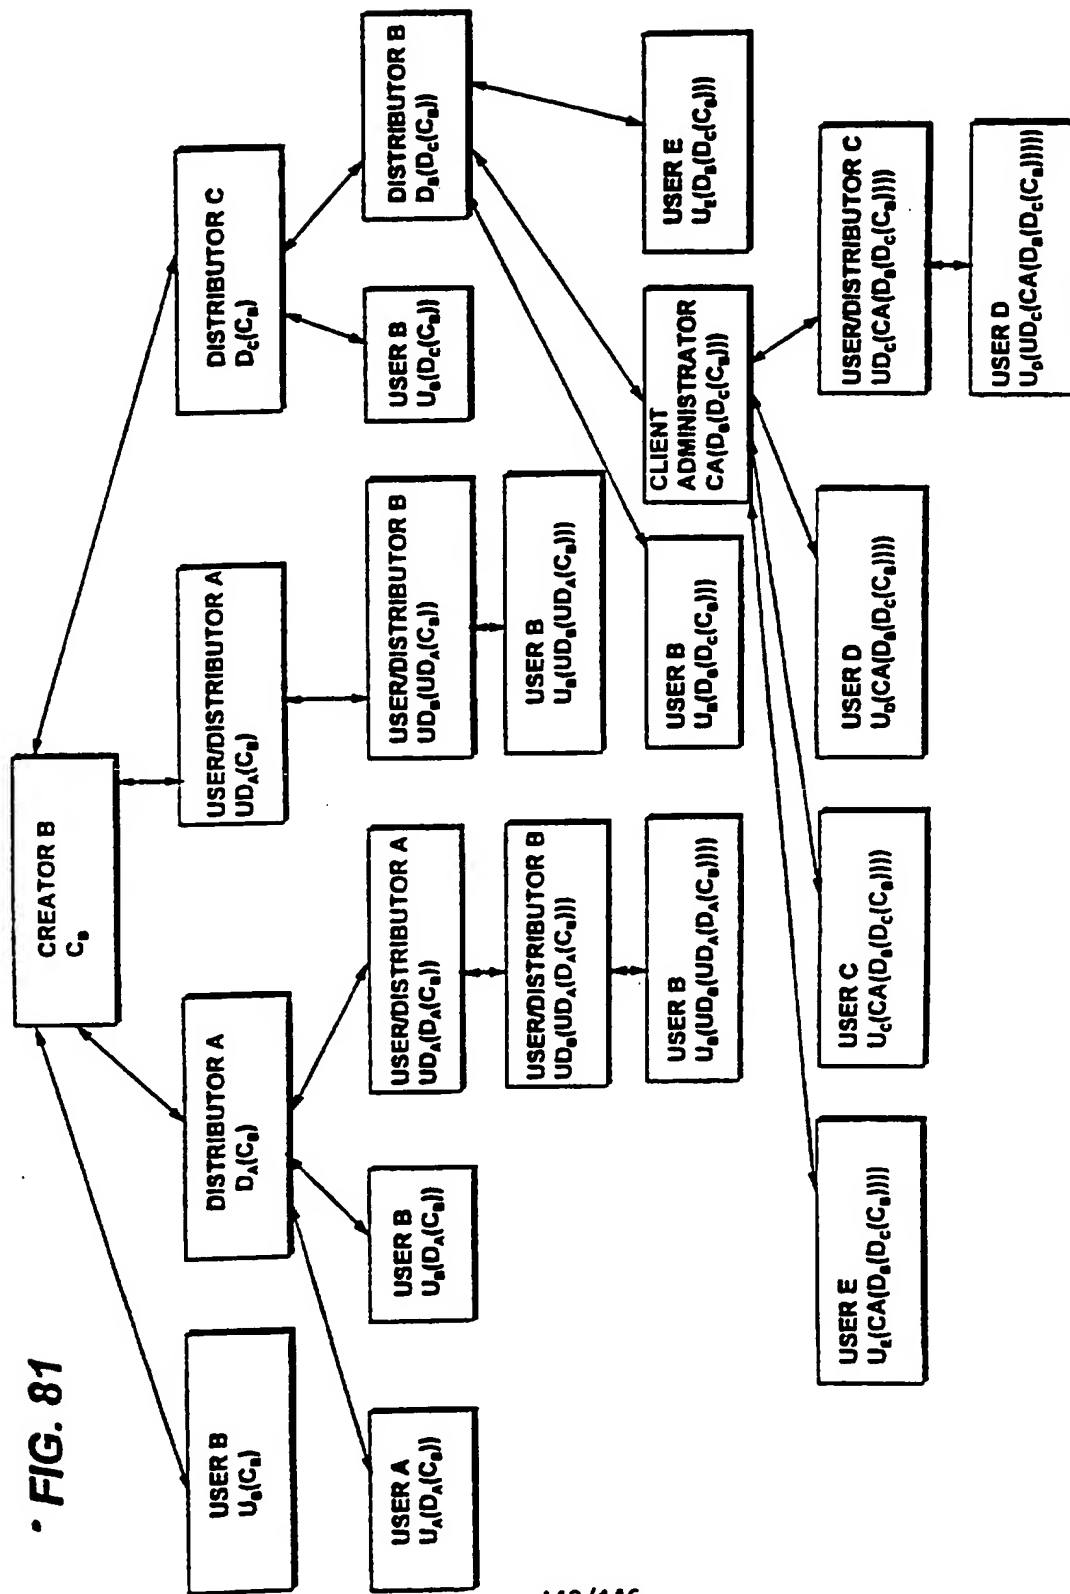 FIG. 81
CREATOR B
C_B
USER B
U_B(C_B)
DISTRIBUTOR A
D_A(C_B)
USER/DISTRIBUTOR A
UD_A(C_B)
DISTRIBUTOR C
D_C(C_B)
USER A
U_A(D_A(C_B))
USER B
U_B(D_A(C_B))
USER/DISTRIBUTOR A
UD_A(D_A(C_B))
USER/DISTRIBUTOR B
UD_B(UD_A(C_B))
USER B
U_B(D_C(C_B))
DISTRIBUTOR B
D_B(D_C(C_B))
USER/DISTRIBUTOR B
UD_B(UD_A(D_A(C_B)))
USER B
U_B(UD_B(UD_A(C_B)))
USER B
U_B(UD_B(UD_A(D_A(C_B))))
USER B
U_B(D_B(D_C(C_B)))
CLIENT
ADMINISTRATOR
CA(D_B(D_C(C_B)))
USER E
U_E(D_B(D_C(C_B)))
USER E
U_E(CA(D_B(D_C(C_B))))
USER C
U_C(CA(D_B(D_C(C_B))))
USER D
U_D(CA(D_B(D_C(C_B))))
USER/DISTRIBUTOR C
UD_C(CA(D_B(D_C(C_B))))
USER D
U_D(UD_C(CA(D_B(D_C(C_B)))))